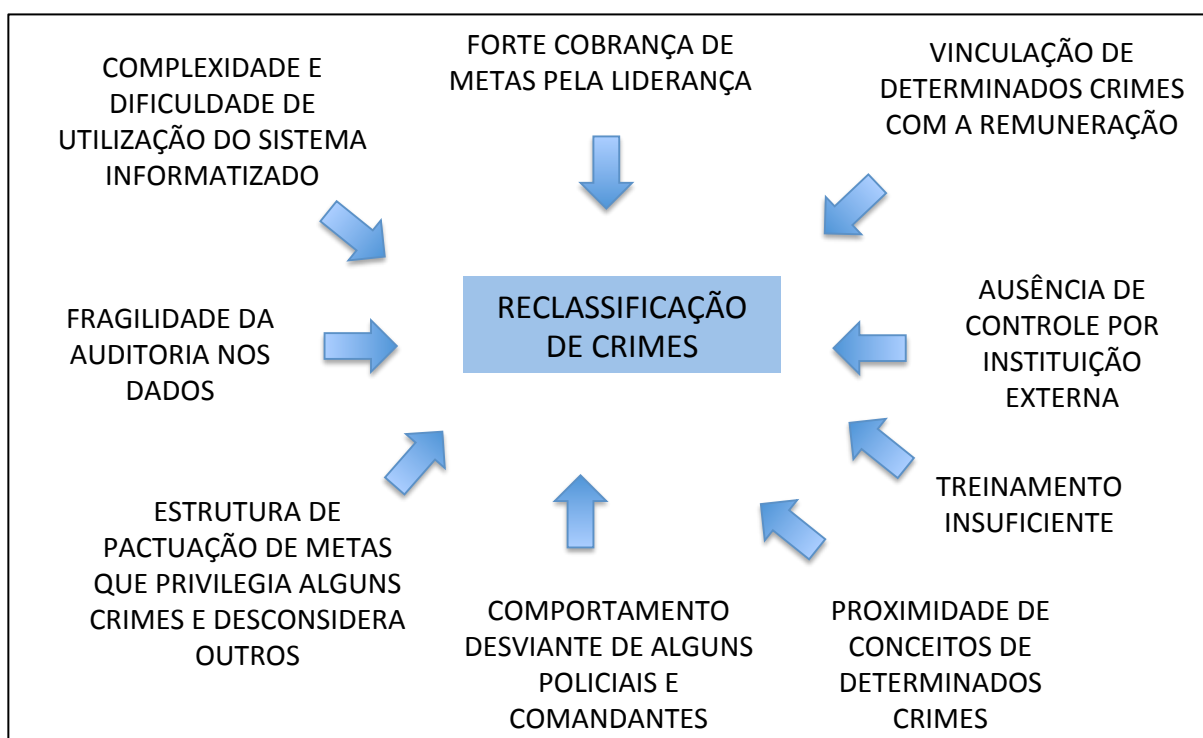 COMPLEXIDADE E
DIFICULDADE DE
UTILIZAÇÃO DO SISTEMA
INFORMATIZADO
FORTE COBRANÇA DE
METAS PELA LIDERANÇA
VINCULAÇÃO DE
DETERMINADOS CRIMES
COM A REMUNERAÇÃO
FRAGILIDADE DA
AUDITORIA NOS
DADOS
RECLASSIFICAÇÃO
DE CRIMES
AUSÊNCIA DE
CONTROLE POR
INSTITUIÇÃO
EXTERNA
TREINAMENTO
INSUFICIENTE
ESTRUTURA DE
PACTUAÇÃO DE METAS
QUE PRIVILEGIA ALGUNS
CRIMES E DESCONSIDERA
OUTROS
COMPORTAMENTO
DESVIANTE DE ALGUNS
POLICIAIS E
COMANDANTES
PROXIMIDADE DE
CONCEITOS DE
DETERMINADOS
CRIMES